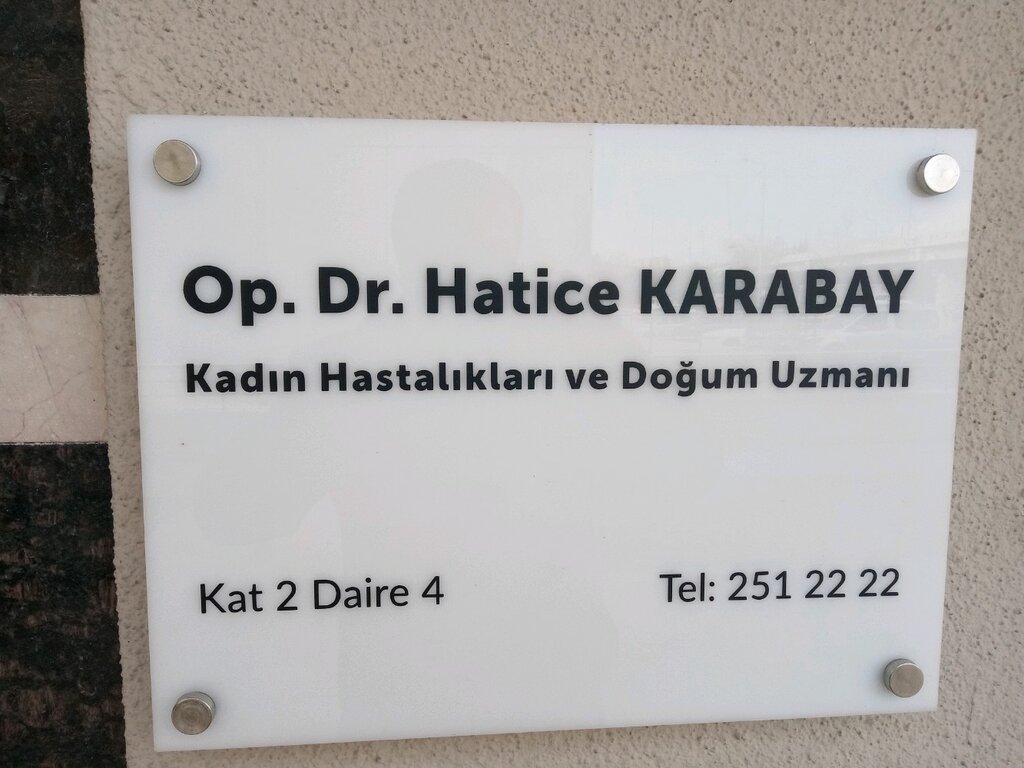 Op. Dr. Hatice KARABAY
Kadın Hastalıkları ve Doğum Uzmanı
Kat 2 Daire 4
Tel: 251 22 22